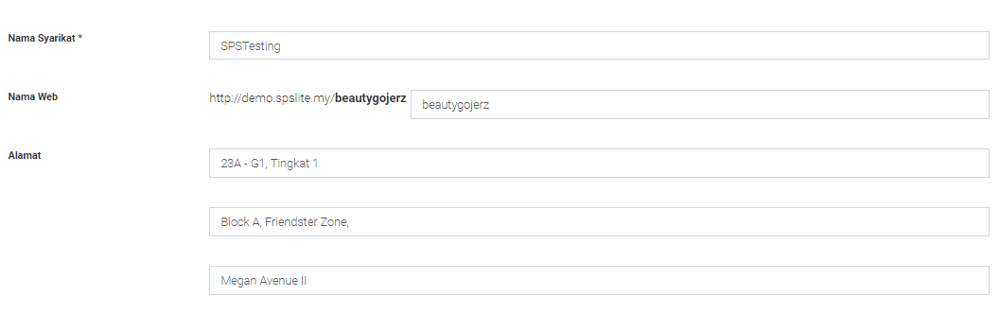 Nama Syarikat * SPSTesting
Nama Web http://demo.spslite.my/beautygojerz beautygojerz
Alamat 23A - G1, Tingkat 1
Block A, Friendster Zone,
Megan Avenue II